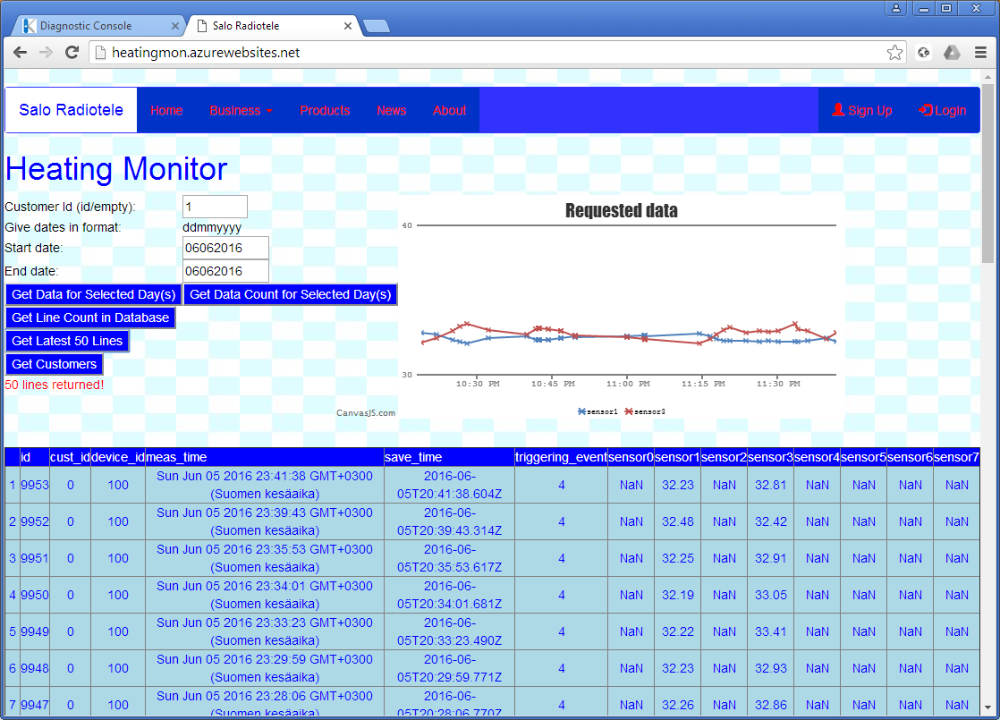 Diagnostic Console
Salo Radiotele
heatingmon.azurewebsites.net
Salo Radiotele Home Business Products News About Sign Up Login
Heating Monitor
Customer Id (id/empty): 1
Give dates in format: ddmmyyyy
Start date: 06062016
End date: 06062016
Get Data for Selected Day(s) Get Data Count for Selected Day(s)
Get Line Count in Database
Get Latest 50 Lines
Get Customers
50 lines returned!
Requested data
40
30
10:30 PM 10:45 PM 11:00 PM 11:15 PM 11:30 PM
sensor1 sensor3
CanvasJS.com
id cust_id device_id meas_time save_time triggering_event sensor0 sensor1 sensor2 sensor3 sensor4 sensor5 sensor6 sensor7
1 9953 0 100 Sun Jun 05 2016 23:41:38 GMT+0300 2016-06- 4 NaN 32.23 NaN 32.81 NaN NaN NaN NaN
(Suomen kesäaika) 05T20:41:38.604Z
2 9952 0 100 Sun Jun 05 2016 23:39:43 GMT+0300 2016-06- 4 NaN 32.48 NaN 32.42 NaN NaN NaN NaN
(Suomen kesäaika) 05T20:39:43.314Z
3 9951 0 100 Sun Jun 05 2016 23:35:53 GMT+0300 2016-06- 4 NaN 32.25 NaN 32.91 NaN NaN NaN NaN
(Suomen kesäaika) 05T20:35:53.617Z
4 9950 0 100 Sun Jun 05 2016 23:34:01 GMT+0300 2016-06- 4 NaN 32.19 NaN 33.05 NaN NaN NaN NaN
(Suomen kesäaika) 05T20:34:01.681Z
5 9949 0 100 Sun Jun 05 2016 23:33:23 GMT+0300 2016-06- 4 NaN 32.22 NaN 33.41 NaN NaN NaN NaN
(Suomen kesäaika) 05T20:33:23.490Z
6 9948 0 100 Sun Jun 05 2016 23:29:59 GMT+0300 2016-06- 4 NaN 32.23 NaN 32.93 NaN NaN NaN NaN
(Suomen kesäaika) 05T20:29:59.771Z
7 9947 0 100 Sun Jun 05 2016 23:28:06 GMT+0300 2016-06- 4 NaN 32.26 NaN 32.86 NaN NaN NaN NaN
(Suomen kesäaika) 05T20:28:06.770Z